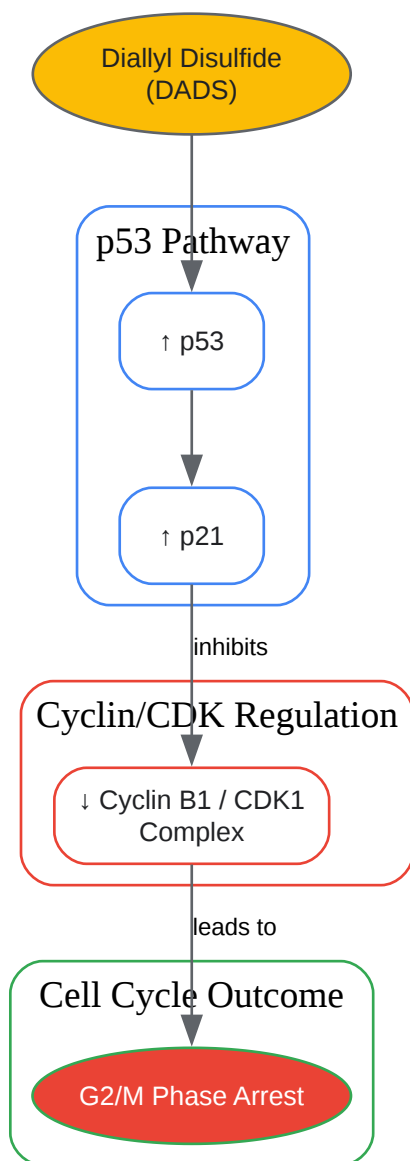 Diallyl Disulfide
(DADS)
p53 Pathway
↑ p53
↑ p21
inhibits
Cyclin/CDK Regulation
↓ Cyclin B1 / CDK1
Complex
leads to
Cell Cycle Outcome
G2/M Phase Arrest